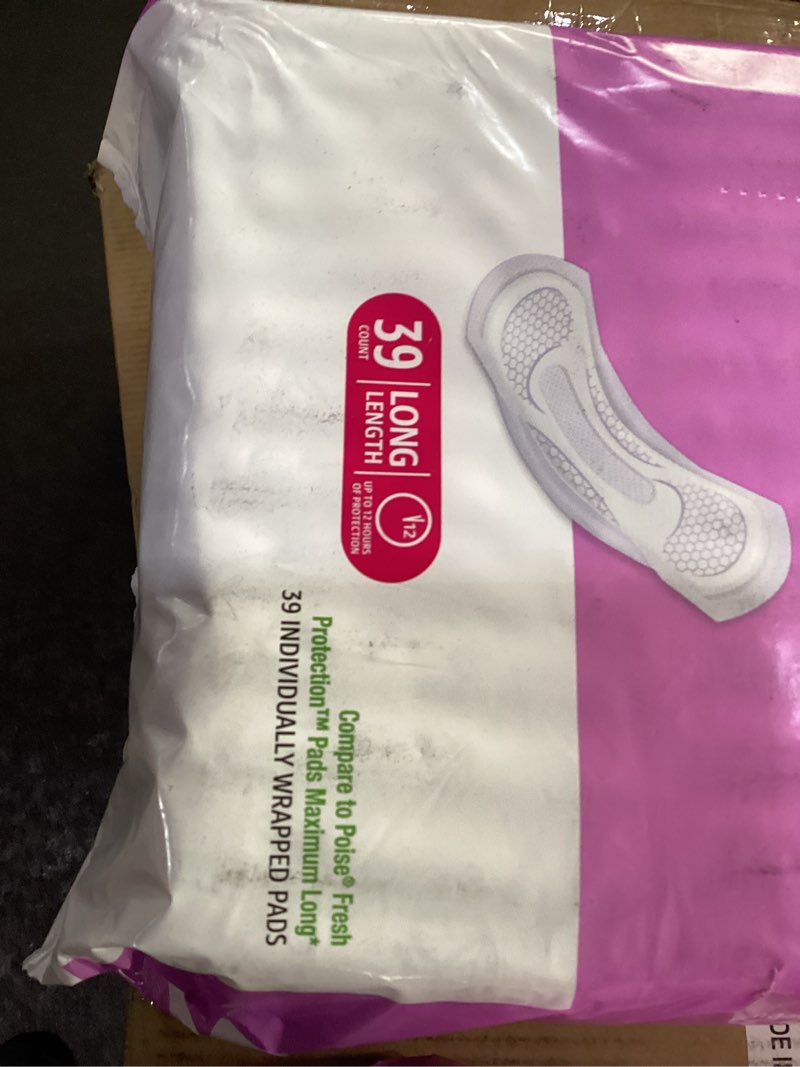 39
COUNT
LONG
LENGTH
12
UP TO 12 HOURS
OF PROTECTION
Compare to Poise® Fresh
Protection™ Pads Maximum Long*
39 INDIVIDUALLY WRAPPED PADS